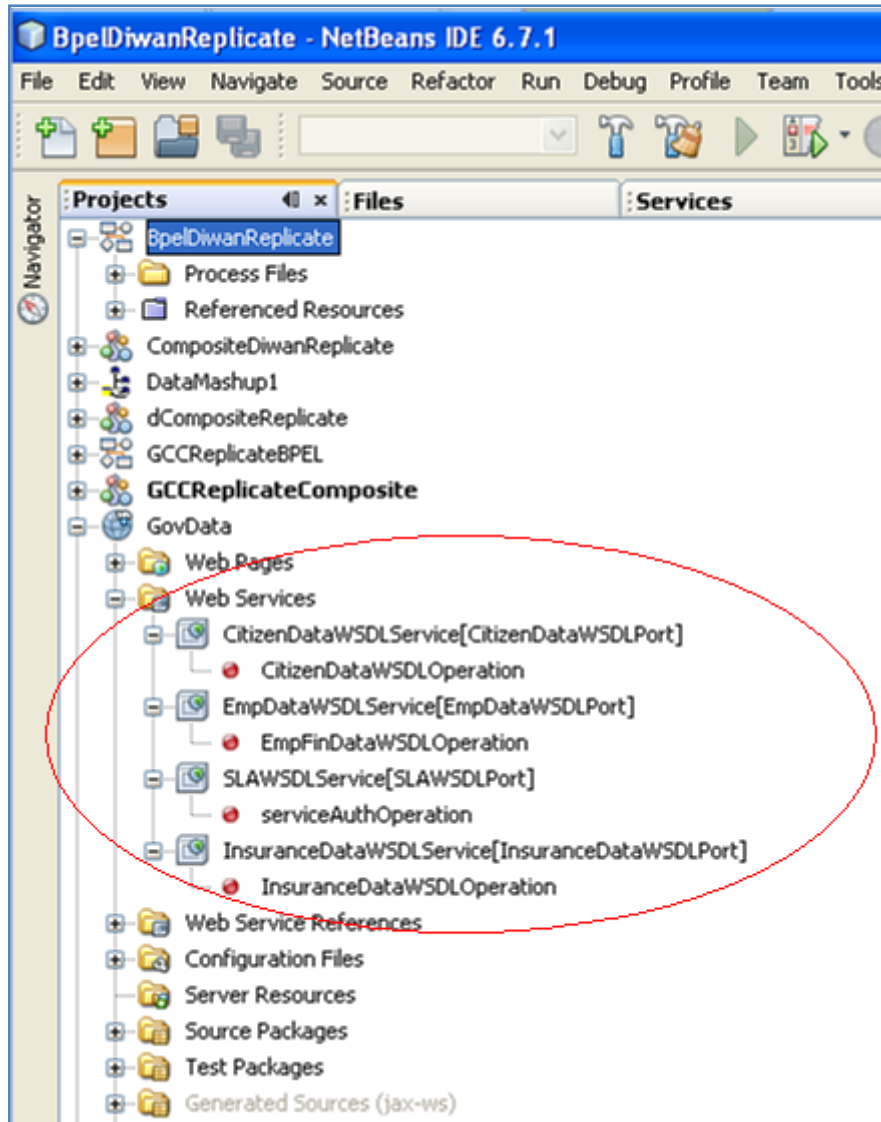 BpelDiwanReplicate - NetBeans IDE 6.7.1
File Edit View Navigate Source Refactor Run Debug Profile Team Tools
Navigator
Projects Files Services
BpelDiwanReplicate
Process Files
Referenced Resources
CompositeDiwanReplicate
DataMashup1
dCompositeReplicate
GCCReplicateBPEL
GCCReplicateComposite
GovData
Web Pages
Web Services
CitizenDataWSDLService[CitizenDataWSDLPort]
CitizenDataWSDLOperation
EmpDataWSDLService[EmpDataWSDLPort]
EmpFinDataWSDLOperation
SLAWSDLService[SLAWSDLPort]
serviceAuthOperation
InsuranceDataWSDLService[InsuranceDataWSDLPort]
InsuranceDataWSDLOperation
Web Service References
Configuration Files
Server Resources
Source Packages
Test Packages
Generated Sources (jax-ws)